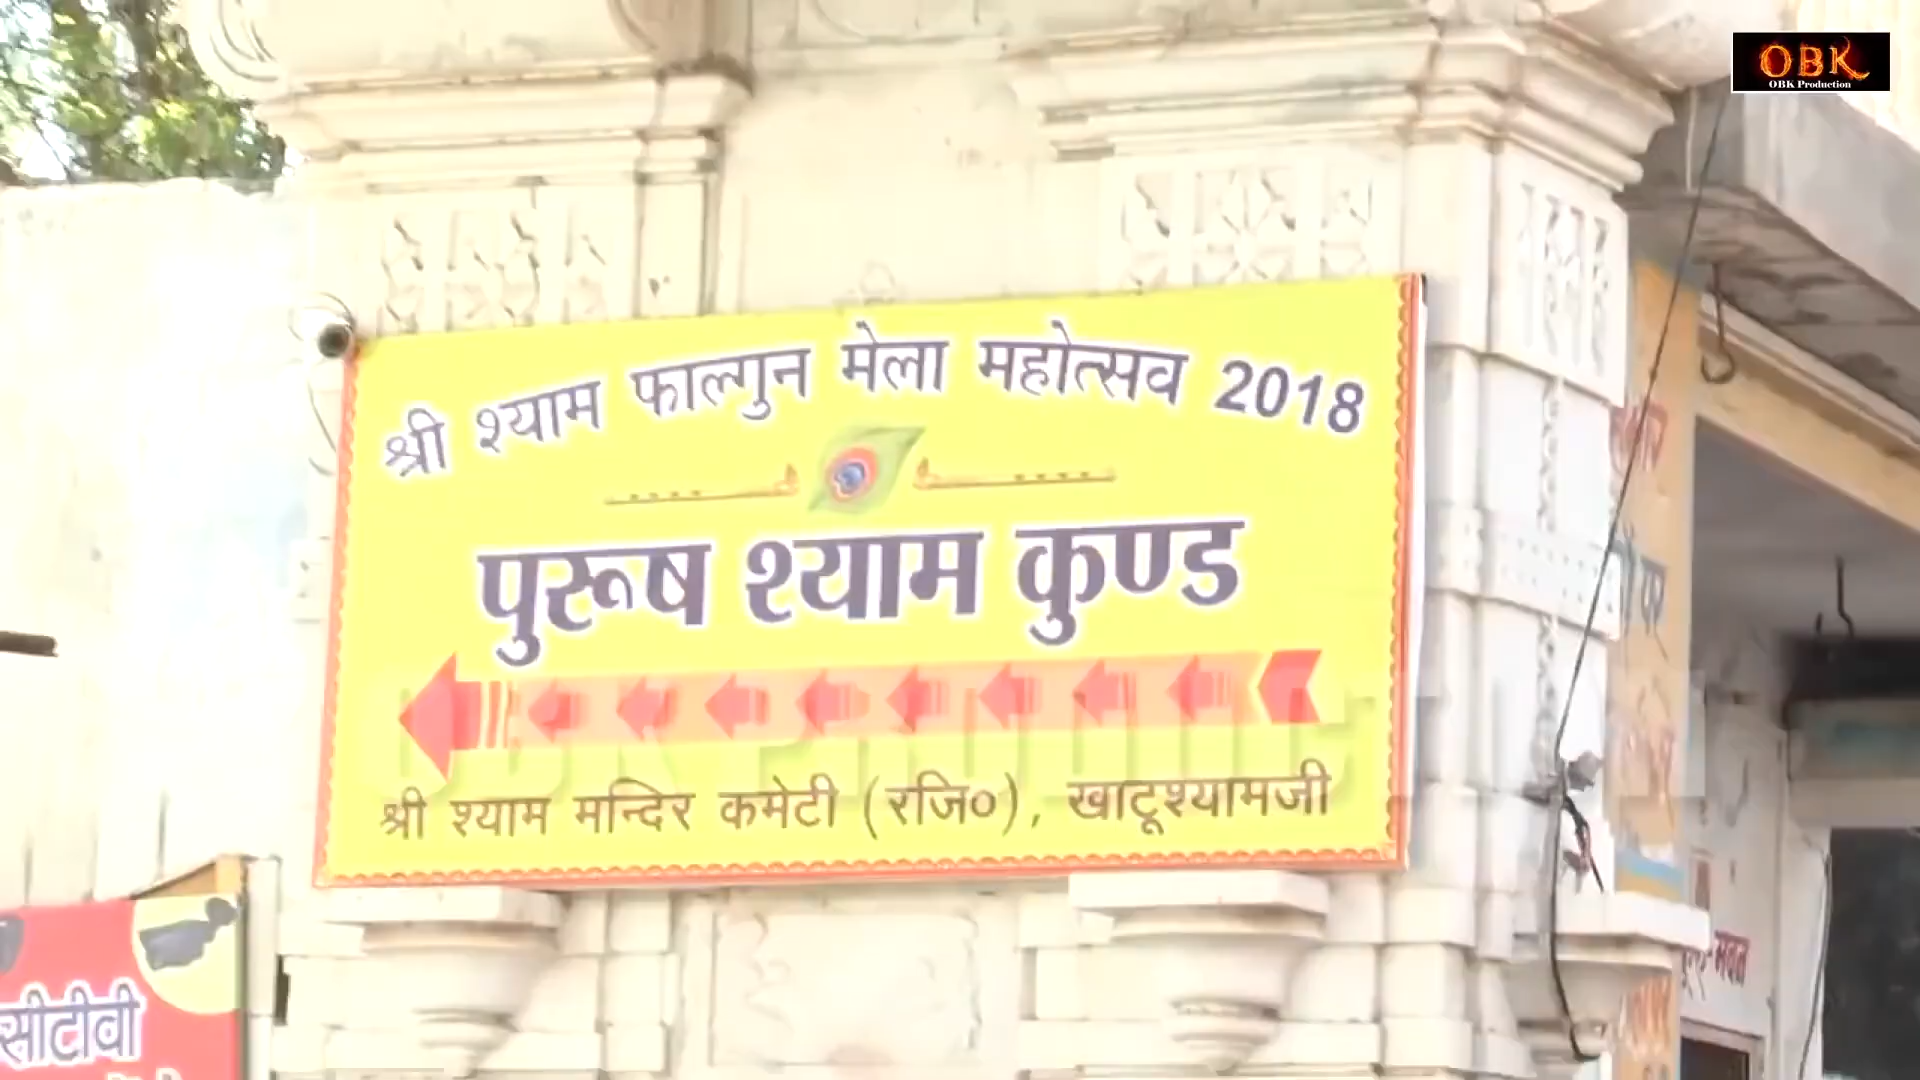 OBK
OBK Production
श्री श्याम फाल्गुन मेला महोत्सव 2018
पुरूष श्याम कुण्ड
श्री श्याम मन्दिर कमेटी (रजि०), खाटूश्यामजी
सीटीवी